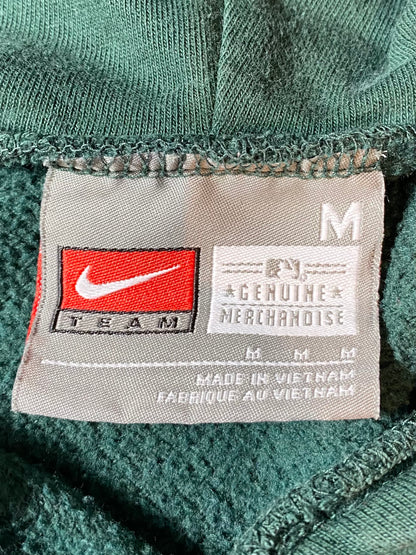 M
TEAM
★ GENUINE ★
MERCHANDISE
M M M
MADE IN VIETNAM
FABRIQUE AU VIETNAM